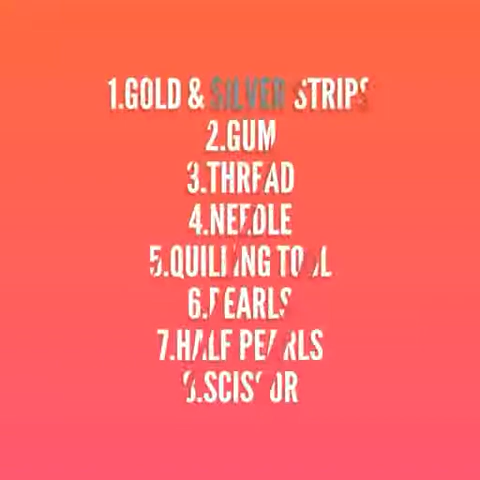 1.GOLD & SILVER STRIPS
2.GUM
3.THREAD
4.NEEDLE
5.QUILLING TOOL
6.PEARLS
7.HALF PEARLS
8.SCISSOR